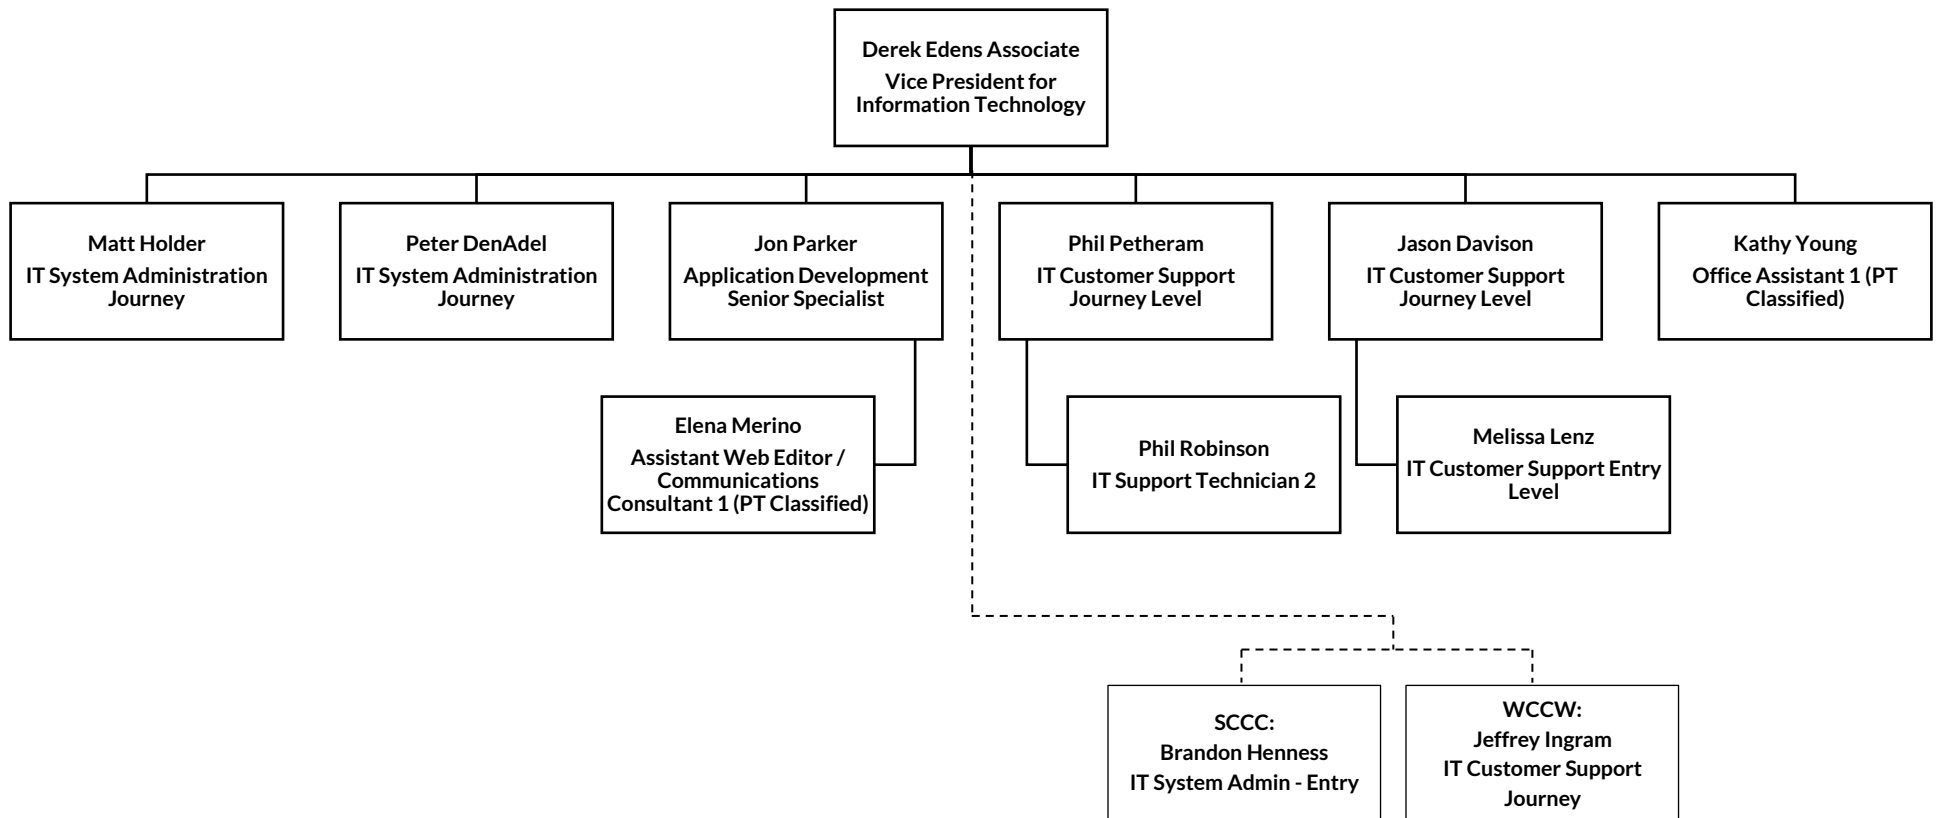 Derek Edens Associate
Vice President for
Information Technology
Matt Holder
IT System Administration
Journey
Peter DenAdel
IT System Administration
Journey
Jon Parker
Application Development
Senior Specialist
Phil Petheram
IT Customer Support
Journey Level
Jason Davison
IT Customer Support
Journey Level
Kathy Young
Office Assistant 1 (PT
Classified)
Elena Merino
Assistant Web Editor /
Communications
Consultant 1 (PT Classified)
Phil Robinson
IT Support Technician 2
Melissa Lenz
IT Customer Support Entry
Level
SCCC:
Brandon Henness
IT System Admin - Entry
WCCW:
Jeffrey Ingram
IT Customer Support
Journey